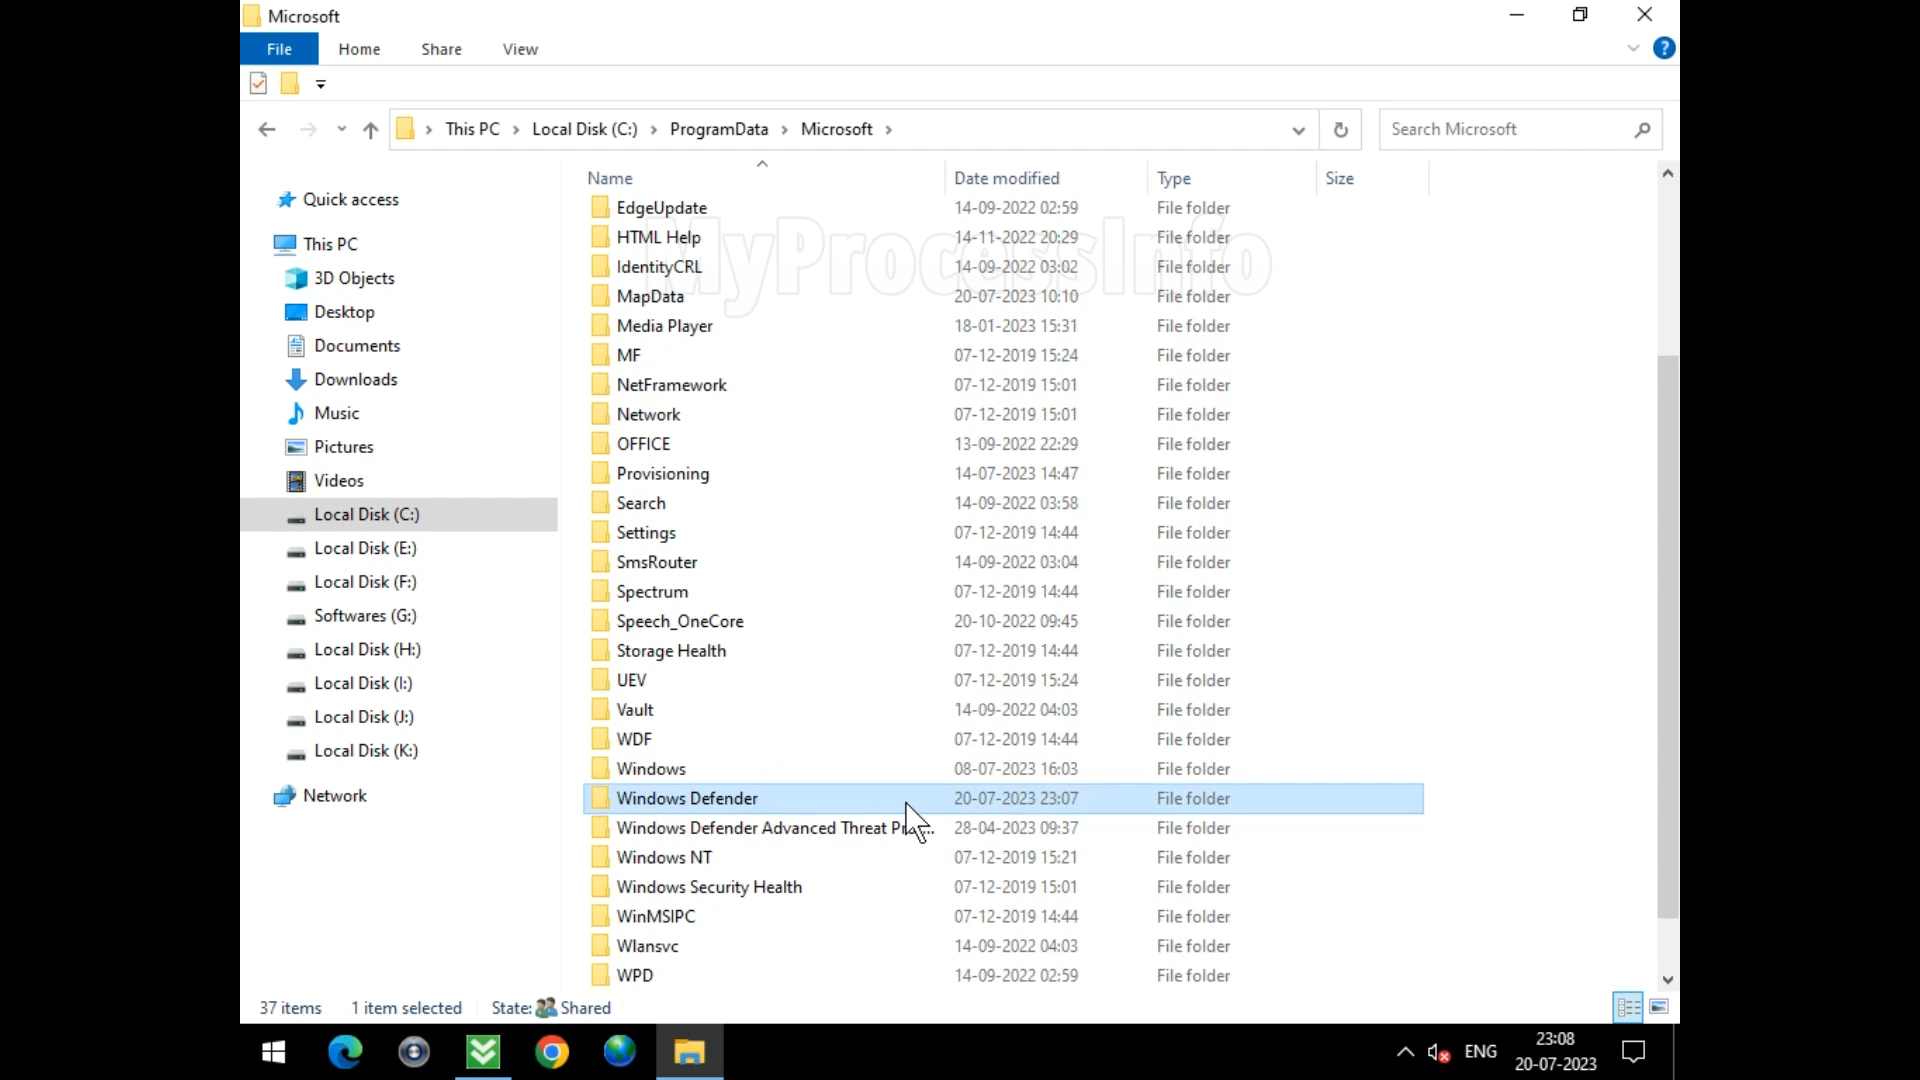 Microsoft
File Home Share View
This PC Local Disk (C:) ProgramData Microsoft
Search Microsoft
Quick access
This PC
3D Objects
Desktop
Documents
Downloads
Music
Pictures
Videos
Local Disk (C:)
Local Disk (E:)
Local Disk (F:)
Softwares (G:)
Local Disk (H:)
Local Disk (I:)
Local Disk (J:)
Local Disk (K:)
Network
Name Date modified Type Size
EdgeUpdate 14-09-2022 02:59 File folder
HTML Help 14-11-2022 20:29 File folder
MyProcessInfo
IdentityCRL 14-09-2022 03:02 File folder
MapData 20-07-2023 10:10 File folder
Media Player 18-01-2023 15:31 File folder
MF 07-12-2019 15:24 File folder
NetFramework 07-12-2019 15:01 File folder
Network 07-12-2019 15:01 File folder
OFFICE 13-09-2022 22:29 File folder
Provisioning 14-07-2023 14:47 File folder
Search 14-09-2022 03:58 File folder
Settings 07-12-2019 14:44 File folder
SmsRouter 14-09-2022 03:04 File folder
Spectrum 07-12-2019 14:44 File folder
Speech_OneCore 20-10-2022 09:45 File folder
Storage Health 07-12-2019 14:44 File folder
UEV 07-12-2019 15:24 File folder
Vault 14-09-2022 04:03 File folder
WDF 07-12-2019 14:44 File folder
Windows 08-07-2023 16:03 File folder
Windows Defender 20-07-2023 23:07 File folder
Windows Defender Advanced Threat 28-04-2023 09:37 File folder
Windows NT 07-12-2019 15:21 File folder
Windows Security Health 07-12-2019 15:01 File folder
WinMSIPC 07-12-2019 14:44 File folder
Wlansvc 14-09-2022 04:03 File folder
WPD 14-09-2022 02:59 File folder
37 items 1 item selected State: Shared
ENG
23:08
20-07-2023